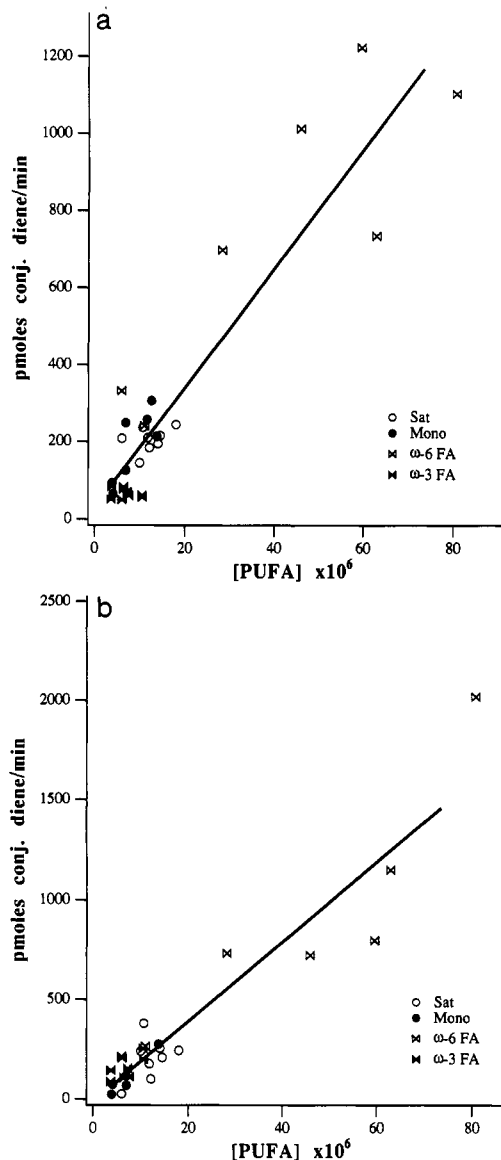 a
1200
1000
800
600
400
200
0
pmoles conj. diene/min
Sat
Mono
ω-6 FA
ω-3 FA
0 20 40 60 80
[PUFA] x10⁶
b
2500
2000
1500
1000
500
0
pmoles conj. diene/min
Sat
Mono
ω-6 FA
ω-3 FA
0 20 40 60 80
[PUFA] x10⁶